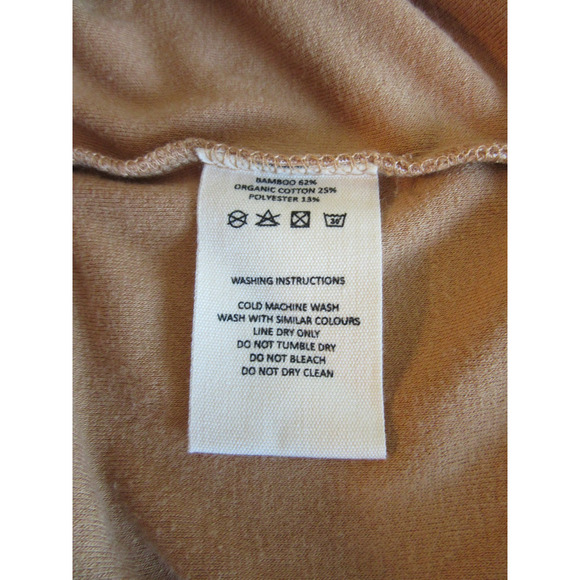 BAMBOO 62%
ORGANIC COTTON 25%
POLYESTER 13%
30
WASHING INSTRUCTIONS
COLD MACHINE WASH
WASH WITH SIMILAR COLOURS
LINE DRY ONLY
DO NOT TUMBLE DRY
DO NOT BLEACH
DO NOT DRY CLEAN